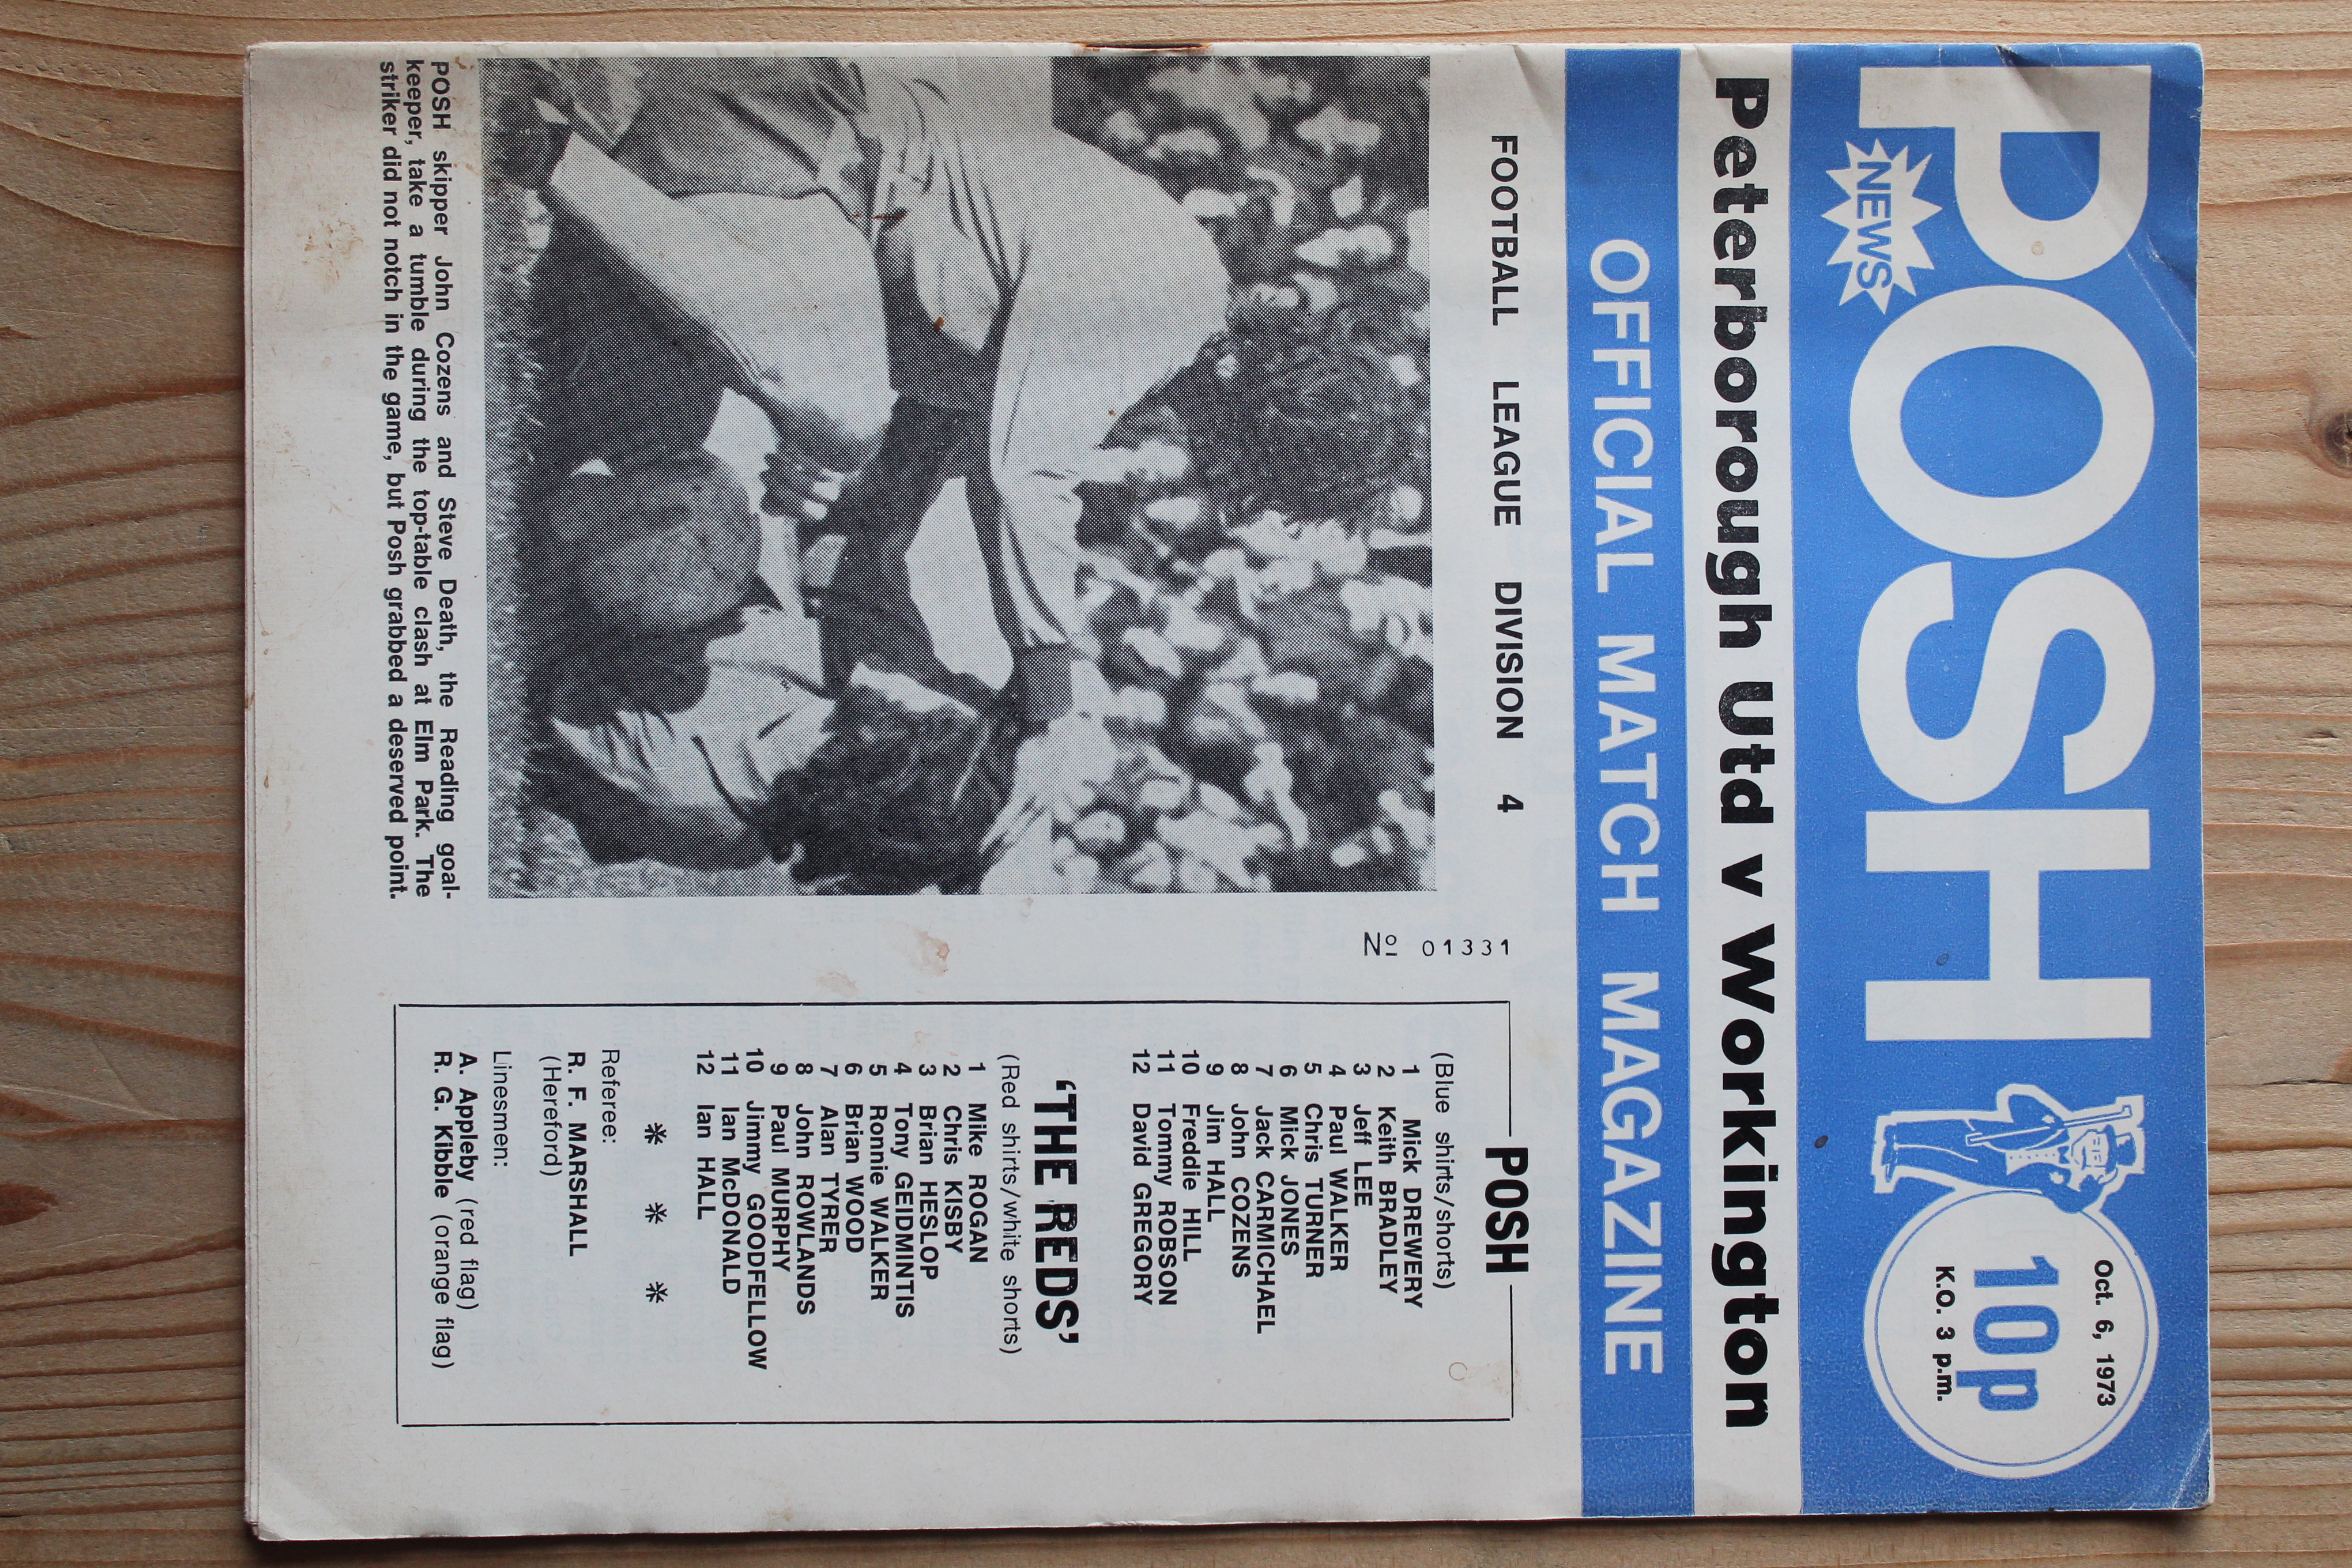 POSH
NEWS
Oct. 6, 1973
10p
K.O. 3 p.m.
Peterborough Utd v Workington
OFFICIAL MATCH MAGAZINE
FOOTBALL LEAGUE DIVISION 4
No 01331
POSH skipper John Cozens and Steve Death, the Reading goal-
keeper, take a tumble during the top-table clash at Elm Park. The
striker did not notch in the game, but Posh grabbed a deserved point.
POSH
(Blue shirts/shorts)
1 Mick DREWERY
2 Keith BRADLEY
3 Jeff LEE
4 Paul WALKER
5 Chris TURNER
6 Mick JONES
7 Jack CARMICHAEL
8 John COZENS
9 Jim HALL
10 Freddie HILL
11 Tommy ROBSON
12 David GREGORY
'THE REDS'
(Red shirts/white shorts)
1 Mike ROGAN
2 Chris KISBY
3 Brian HESLOP
4 Tony GEIDMINTIS
5 Ronnie WALKER
6 Brian WOOD
7 Alan TYRER
8 John ROWLANDS
9 Paul MURPHY
10 Jimmy GOODFELLOW
11 Ian McDONALD
12 Ian HALL
* * *
Referee:
R. F. MARSHALL
(Hereford)
Linesmen:
A. Appleby (red flag)
R. G. Kibble (orange flag)